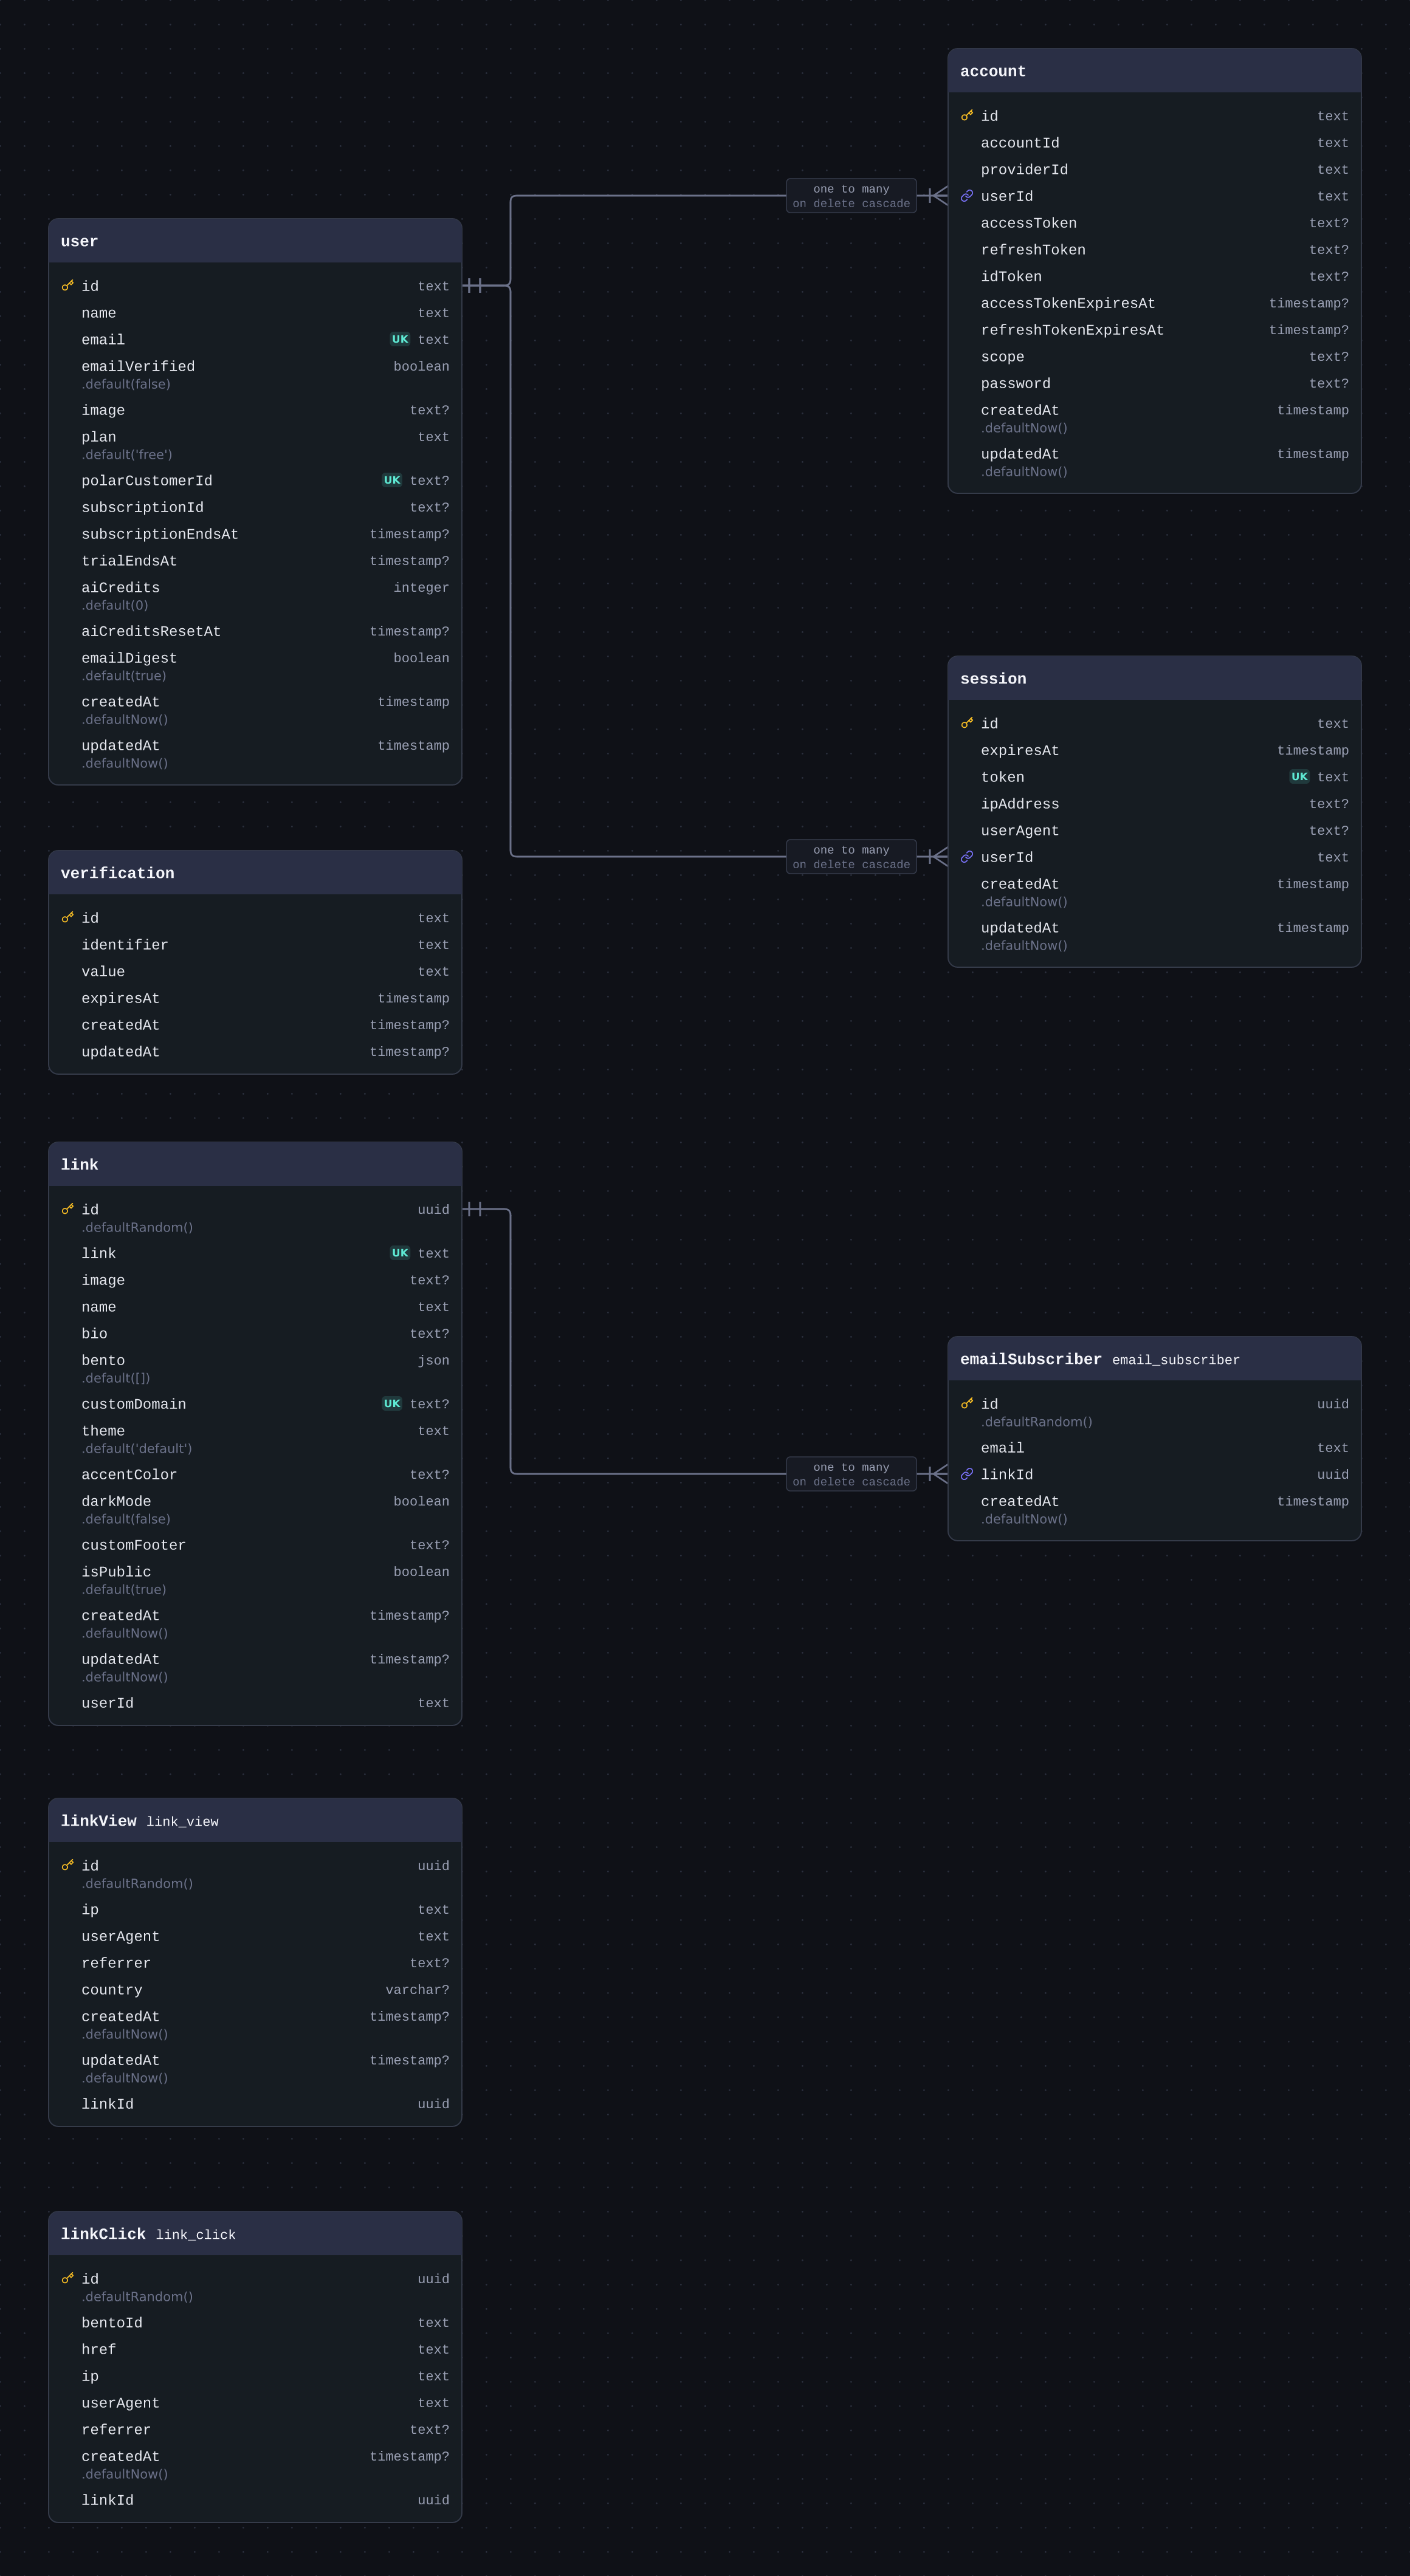 user
id text
name text
email UK text
emailVerified boolean
.default(false)
image text?
plan text
.default('free')
polarCustomerId UK text?
subscriptionId text?
subscriptionEndsAt timestamp?
trialEndsAt timestamp?
aiCredits integer
.default(0)
aiCreditsResetAt timestamp?
emailDigest boolean
.default(true)
createdAt timestamp
.defaultNow()
updatedAt timestamp
.defaultNow()
one to many
on delete cascade
account
id text
accountId text
providerId text
userId text
accessToken text?
refreshToken text?
idToken text?
accessTokenExpiresAt timestamp?
refreshTokenExpiresAt timestamp?
scope text?
password text?
createdAt timestamp
.defaultNow()
updatedAt timestamp
.defaultNow()
one to many
on delete cascade
session
id text
expiresAt timestamp
token UK text
ipAddress text?
userAgent text?
userId text
createdAt timestamp
.defaultNow()
updatedAt timestamp
.defaultNow()
verification
id text
identifier text
value text
expiresAt timestamp
createdAt timestamp?
updatedAt timestamp?
link
id uuid
.defaultRandom()
link UK text
image text?
name text
bio text?
bento json
.default([])
customDomain UK text?
theme text
.default('default')
accentColor text?
darkMode boolean
.default(false)
customFooter text?
isPublic boolean
.default(true)
createdAt timestamp?
.defaultNow()
updatedAt timestamp?
.defaultNow()
userId text
one to many
on delete cascade
emailSubscriber email_subscriber
id uuid
.defaultRandom()
email text
linkId uuid
createdAt timestamp
.defaultNow()
linkView link_view
id uuid
.defaultRandom()
ip text
userAgent text
referrer text?
country varchar?
createdAt timestamp?
.defaultNow()
updatedAt timestamp?
.defaultNow()
linkId uuid
linkClick link_click
id uuid
.defaultRandom()
bentoId text
href text
ip text
userAgent text
referrer text?
createdAt timestamp?
.defaultNow()
linkId uuid